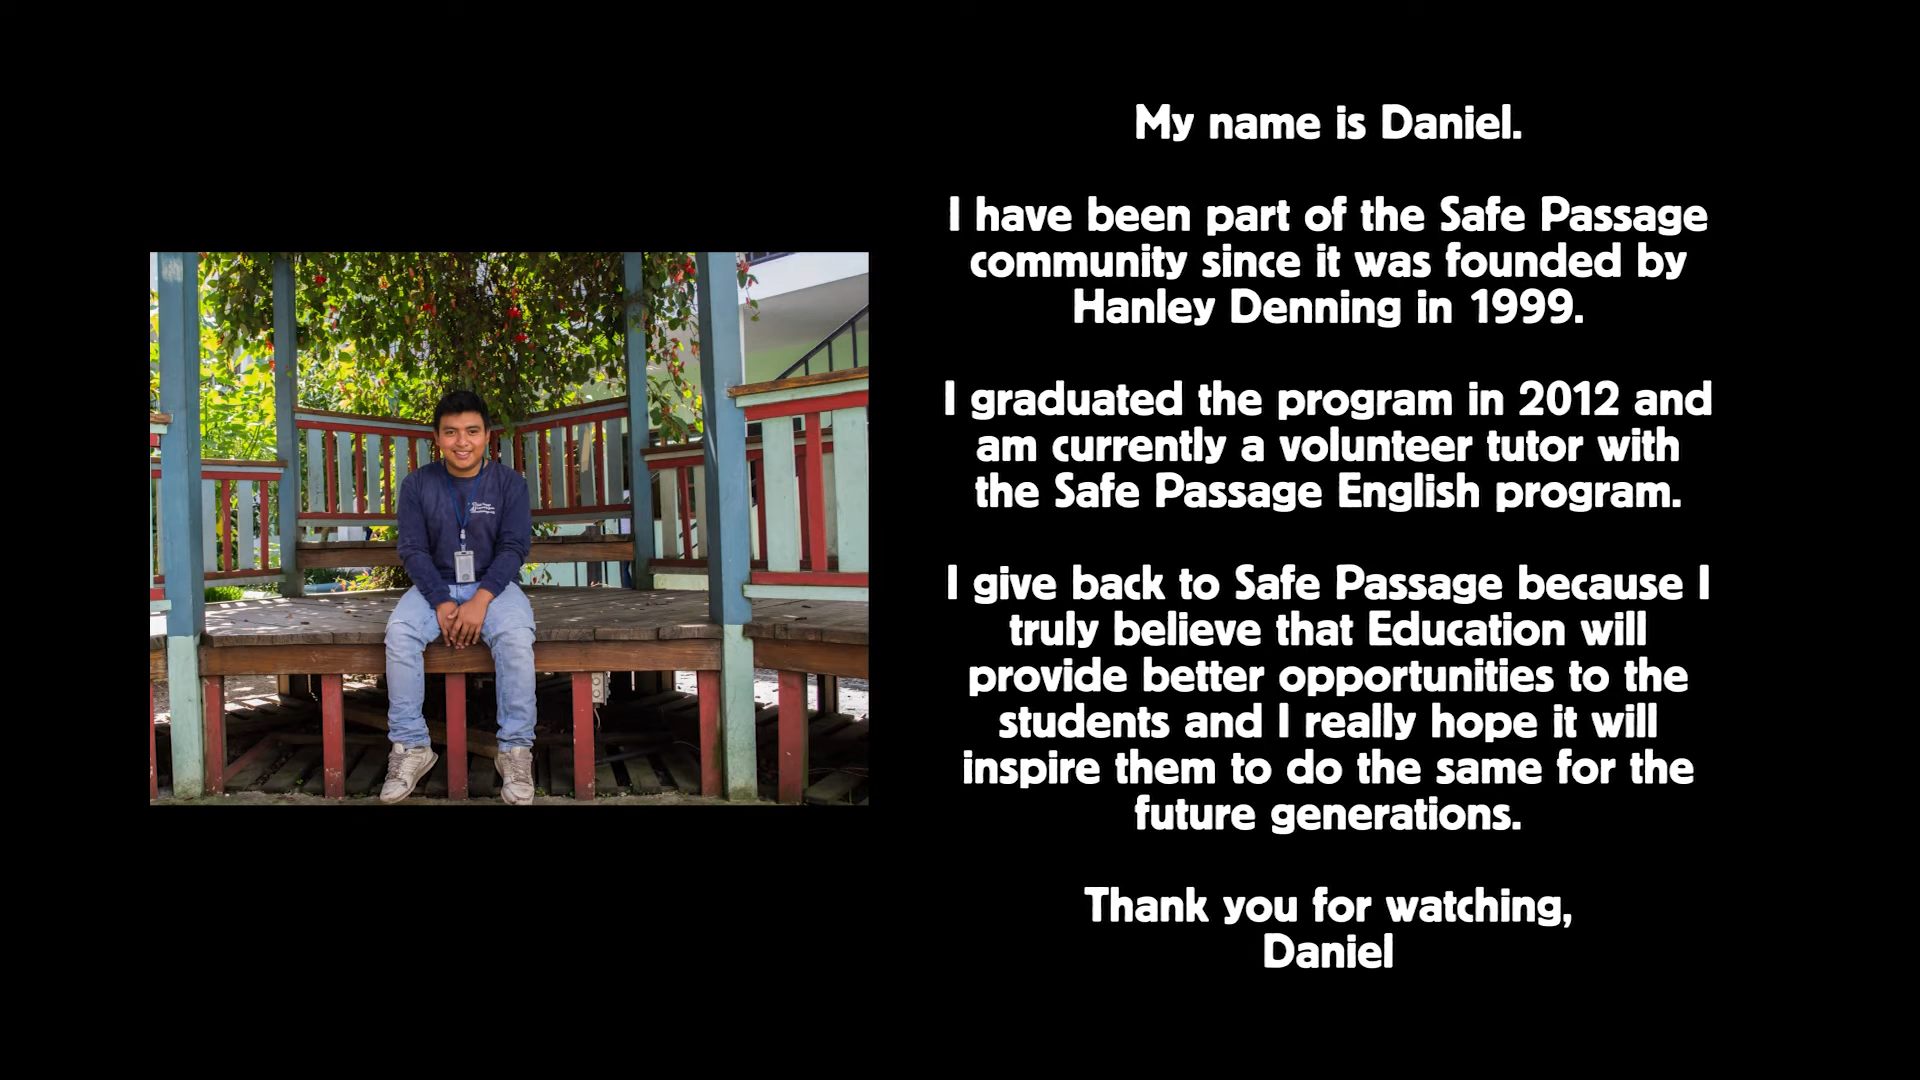 My name is Daniel.
I have been part of the Safe Passage
community since it was founded by
Hanley Denning in 1999.
I graduated the program in 2012 and
am currently a volunteer tutor with
the Safe Passage English program.
I give back to Safe Passage because I
truly believe that Education will
provide better opportunities to the
students and I really hope it will
inspire them to do the same for the
future generations.
Thank you for watching,
Daniel